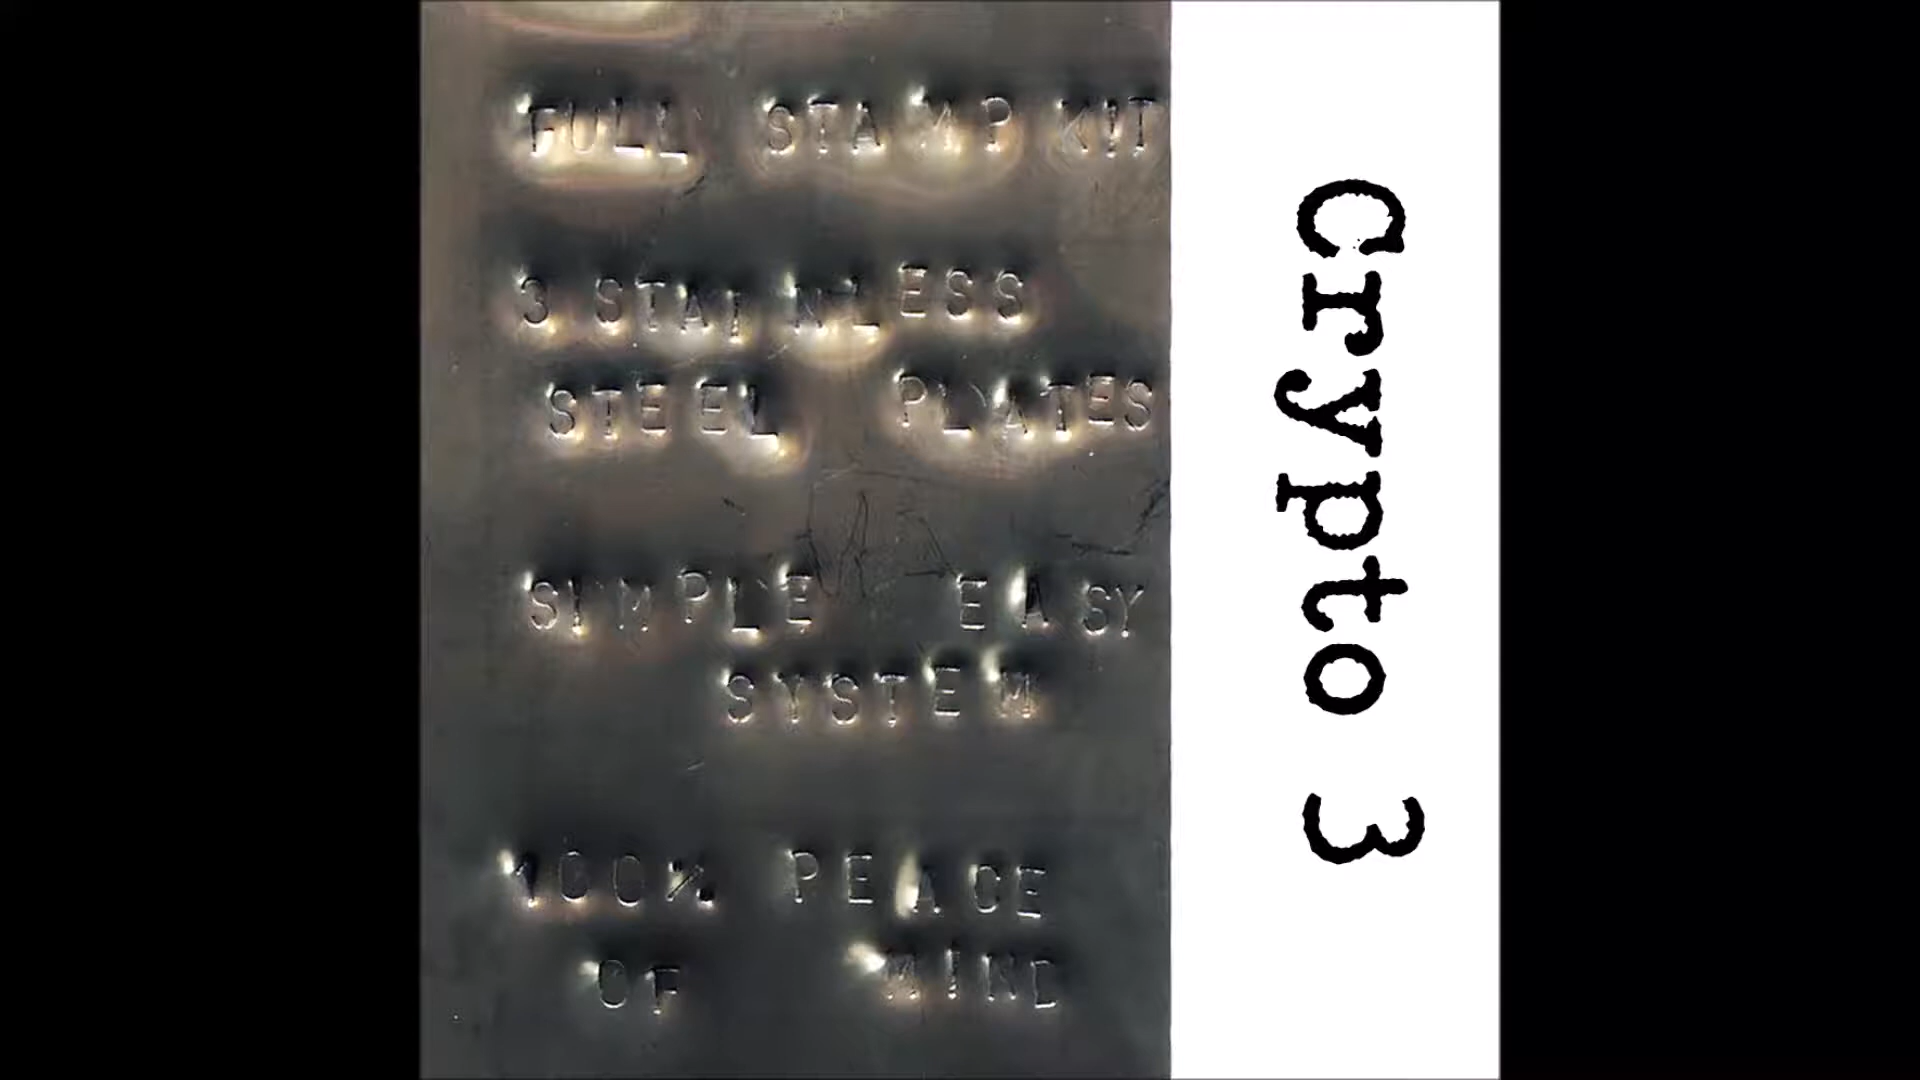 FULL STAMP KIT
3 STAINLESS
STEEL PLATES
SIMPLE EASY
SYSTEM
100% PEACE
OF MIND
Crypto 3